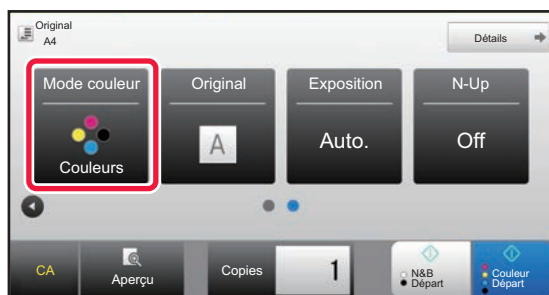 Original
A4
Détails
Mode couleur
Original
Exposition
N-Up
A
Auto.
Off
Couleurs
CA
Aperçu
Copies
1
N&B
Départ
Couleur
Départ